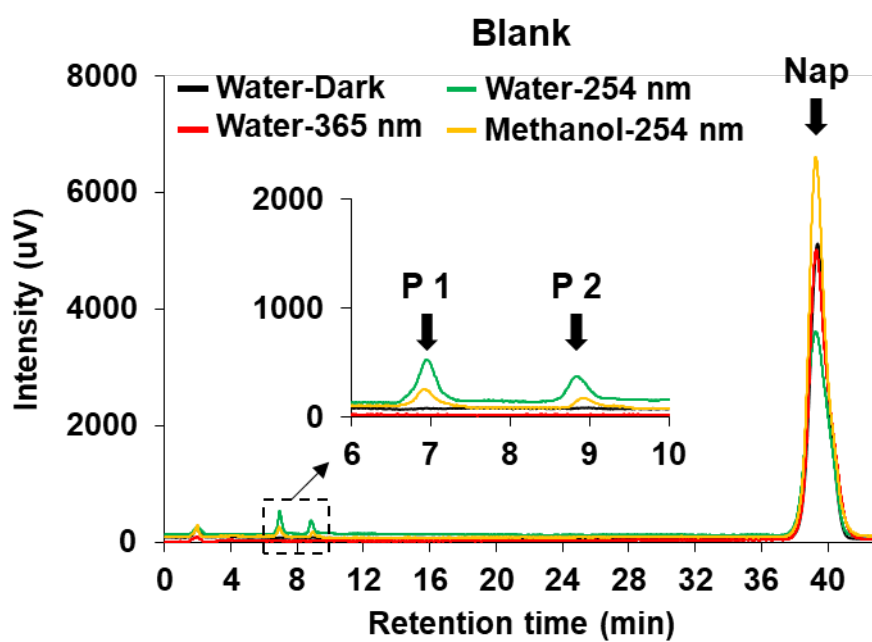 Blank
Nap
Water-Dark
Water-254 nm
Water-365 nm
Methanol-254 nm
Intensity (uV)
8000
6000
4000
2000
0
2000
1000
0
P 1
P 2
6 7 8 9 10
0 4 8 12 16 20 24 28 32 36 40
Retention time (min)